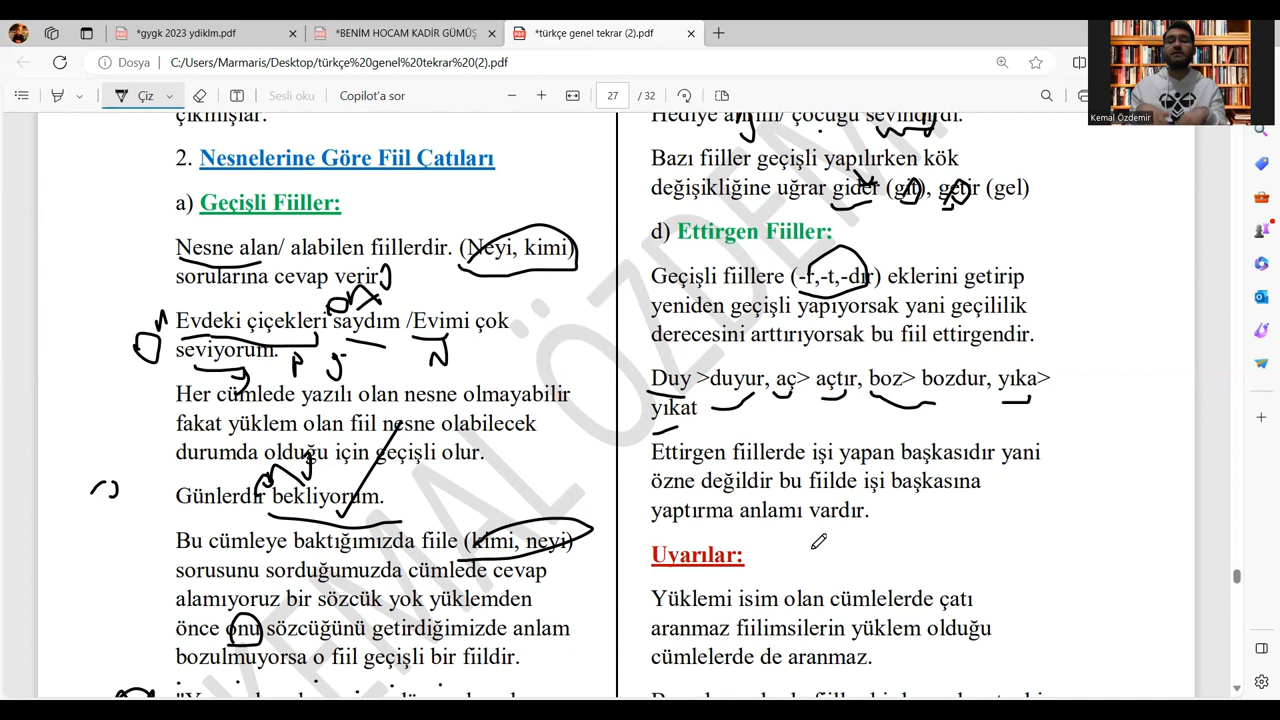 *gygk 2023 ydiklm.pdf
*BENİM HOCAM KADİR GÜMÜŞ
*türkçe genel tekrar (2).pdf
Dosya
C:/Users/Marmaris/Desktop/türkçe%20genel%20tekrar%20(2).pdf
Çiz
Sesli oku
Copilot'a sor
27 / 32
Kemal Özdemir
çıkmışlar.
2. Nesnelerine Göre Fiil Çatıları
a) Geçişli Fiiller:
Nesne alan/ alabilen fiillerdir. (Neyi, kimi)
sorularına cevap verir.
Evdeki çiçekleri saydım /Evimi çok
seviyorum.
Her cümlede yazılı olan nesne olmayabilir
fakat yüklem olan fiil nesne olabilecek
durumda olduğu için geçişli olur.
Günlerdir bekliyorum.
Bu cümleye baktığımızda fiile (kimi, neyi)
sorusunu sorduğumuzda cümlede cevap
alamıyoruz bir sözcük yok yüklemden
önce onu sözcüğünü getirdiğimizde anlam
bozulmuyorsa o fiil geçişli bir fiildir.
Hediye çocuğu sevindirdi.
Bazı fiiller geçişli yapılırken kök
değişikliğine uğrar gider (git), getir (gel)
d) Ettirgen Fiiller:
Geçişli fiillere (-r,-t,-dır) eklerini getirip
yeniden geçişli yapıyorsak yani geçililik
derecesini arttırıyorsak bu fiil ettirgendir.
Duy >duyur, aç> açtır, boz> bozdur, yıka>
yıkat
Ettirgen fiillerde işi yapan başkasıdır yani
özne değildir bu fiilde işi başkasına
yaptırma anlamı vardır.
Uyarılar:
Yüklemi isim olan cümlelerde çatı
aranmaz fiilimsilerin yüklem olduğu
cümlelerde de aranmaz.
KEMAL ÖZDEM